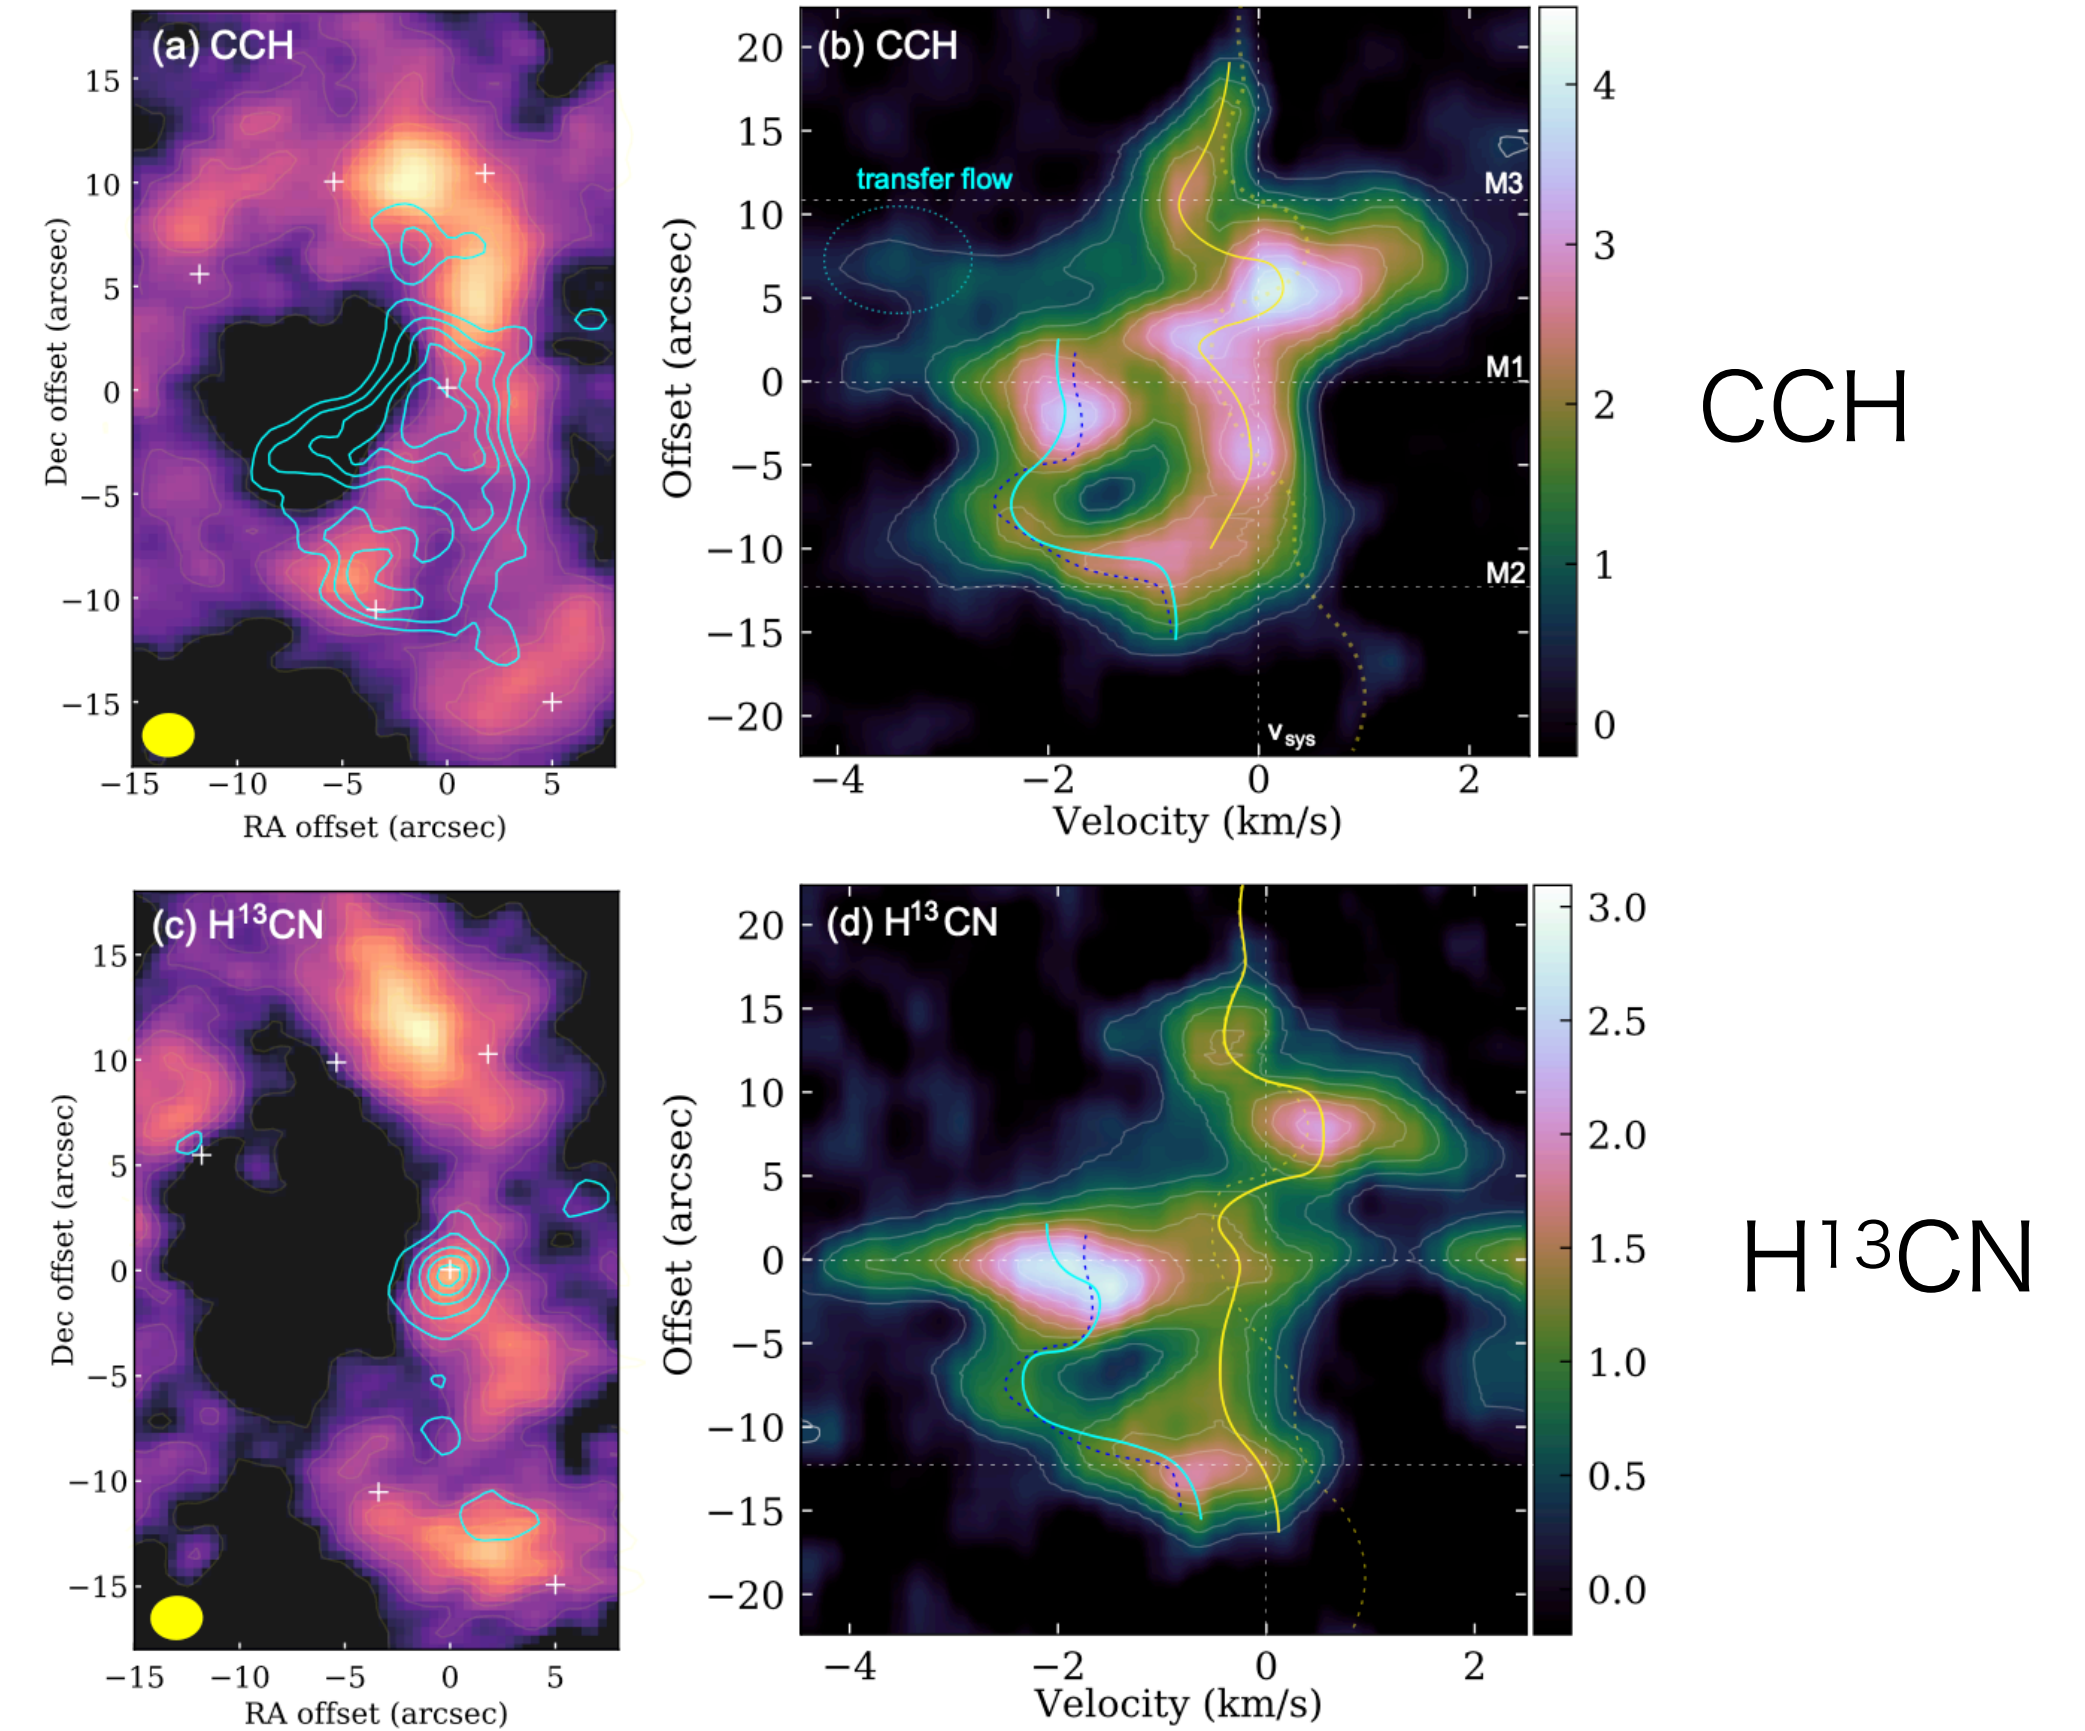 (a) CCH
15
10
5
0
−5
−10
−15
−15 −10 −5 0 5
Dec offset (arcsec)
RA offset (arcsec)
(b) CCH
transfer flow
M3
M1
M2
v sys
20
15
10
5
0
−5
−10
−15
−20
−4 −2 0 2
Offset (arcsec)
Velocity (km/s)
4
3
2
1
0
CCH
(c) H¹³CN
15
10
5
0
−5
−10
−15
−15 −10 −5 0 5
Dec offset (arcsec)
RA offset (arcsec)
(d) H¹³CN
20
15
10
5
0
−5
−10
−15
−20
−4 −2 0 2
Offset (arcsec)
Velocity (km/s)
3.0
2.5
2.0
1.5
1.0
0.5
0.0
H¹³CN